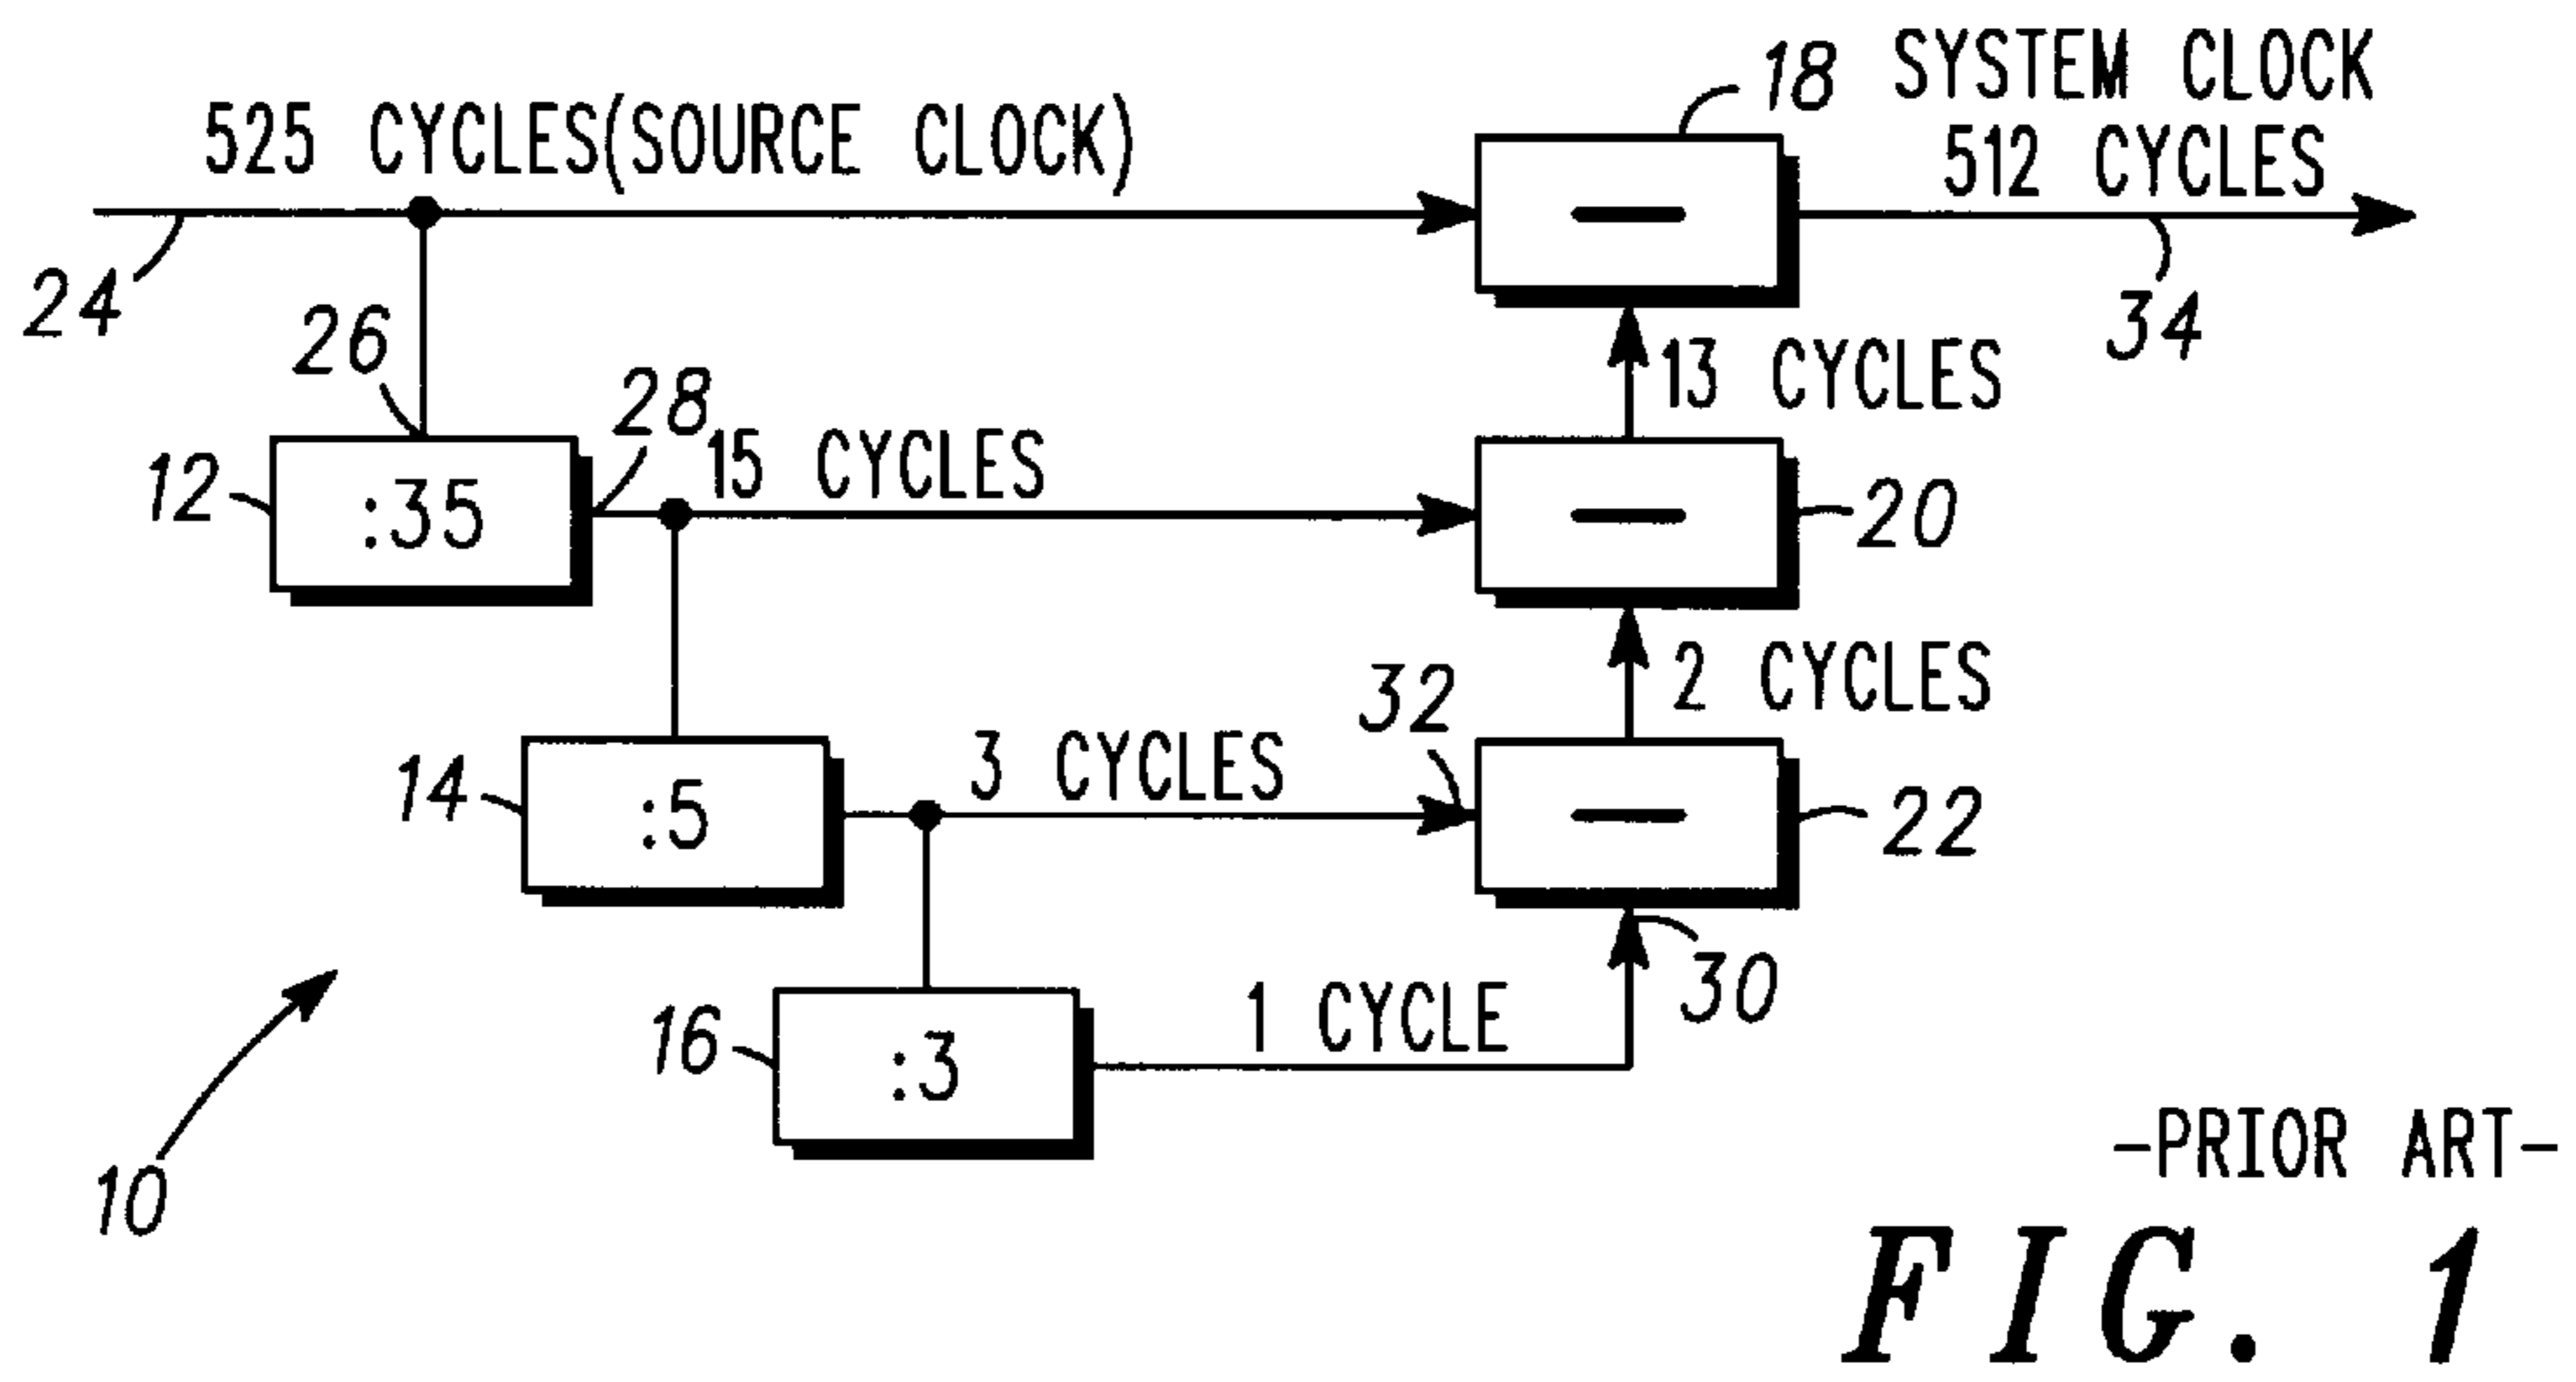 18 SYSTEM CLOCK
525 CYCLES(SOURCE CLOCK)
512 CYCLES
—
24
34
26
13 CYCLES
28
15 CYCLES
12
:35
—
20
32
2 CYCLES
14
:5
3 CYCLES
—
22
30
16
:3
1 CYCLE
10
-PRIOR ART-
FIG. 1